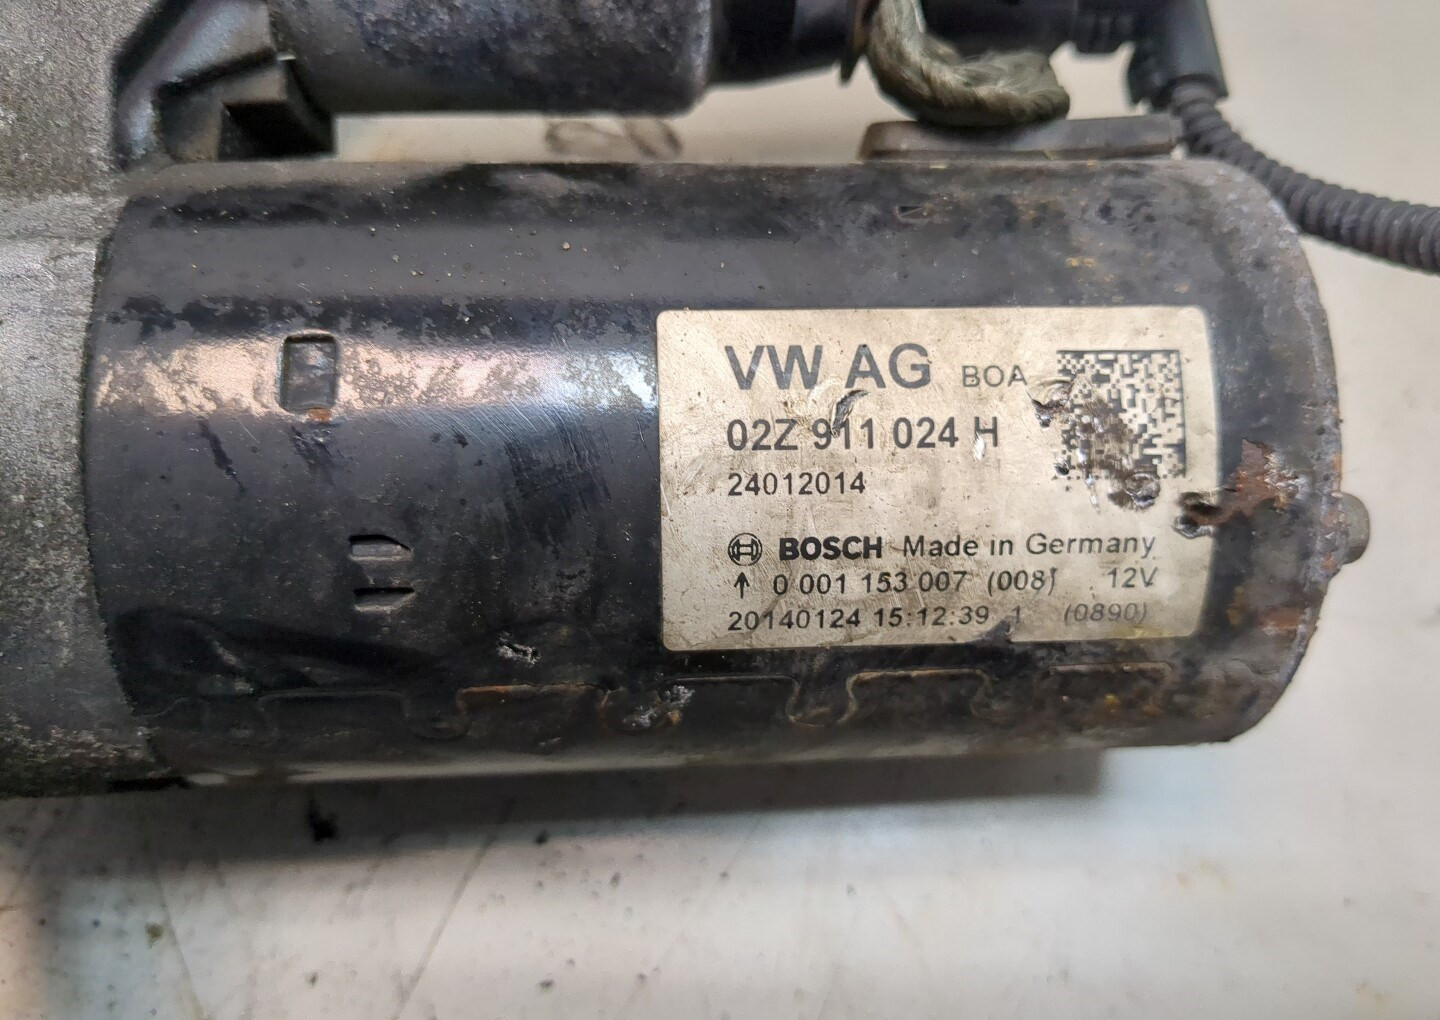 VW AG BOA
02Z 911 024 H
24012014
BOSCH Made in Germany
↑ 0 001 153 007 (008) 12V
20140124 15:12:39 1 (0890)